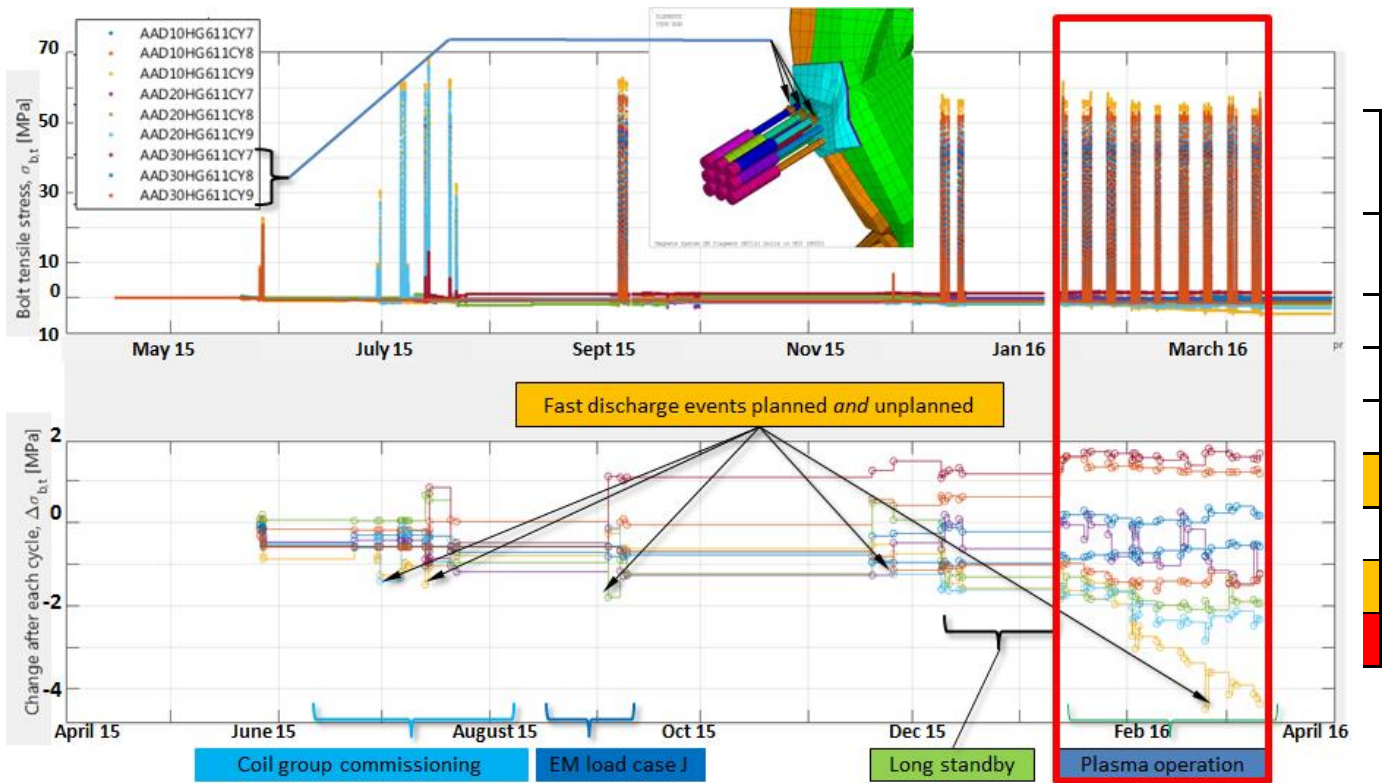 AAD10HG611CY7
AAD10HG611CY8
AAD10HG611CY9
AAD20HG611CY7
AAD20HG611CY8
AAD20HG611CY9
AAD30HG611CY7
AAD30HG611CY8
AAD30HG611CY9
Bolt tensile stress, σb,t [MPa]
70
50
30
10
0
10
ELEMENTS
May 15
July 15
Sept 15
Nov 15
Jan 16
March 16
pr
Fast discharge events planned and unplanned
Change after each cycle, Δσb,t [MPa]
2
0
-2
-4
April 15
June 15
August 15
Oct 15
Dec 15
Feb 16
April 16
Coil group commissioning
EM load case J
Long standby
Plasma operation